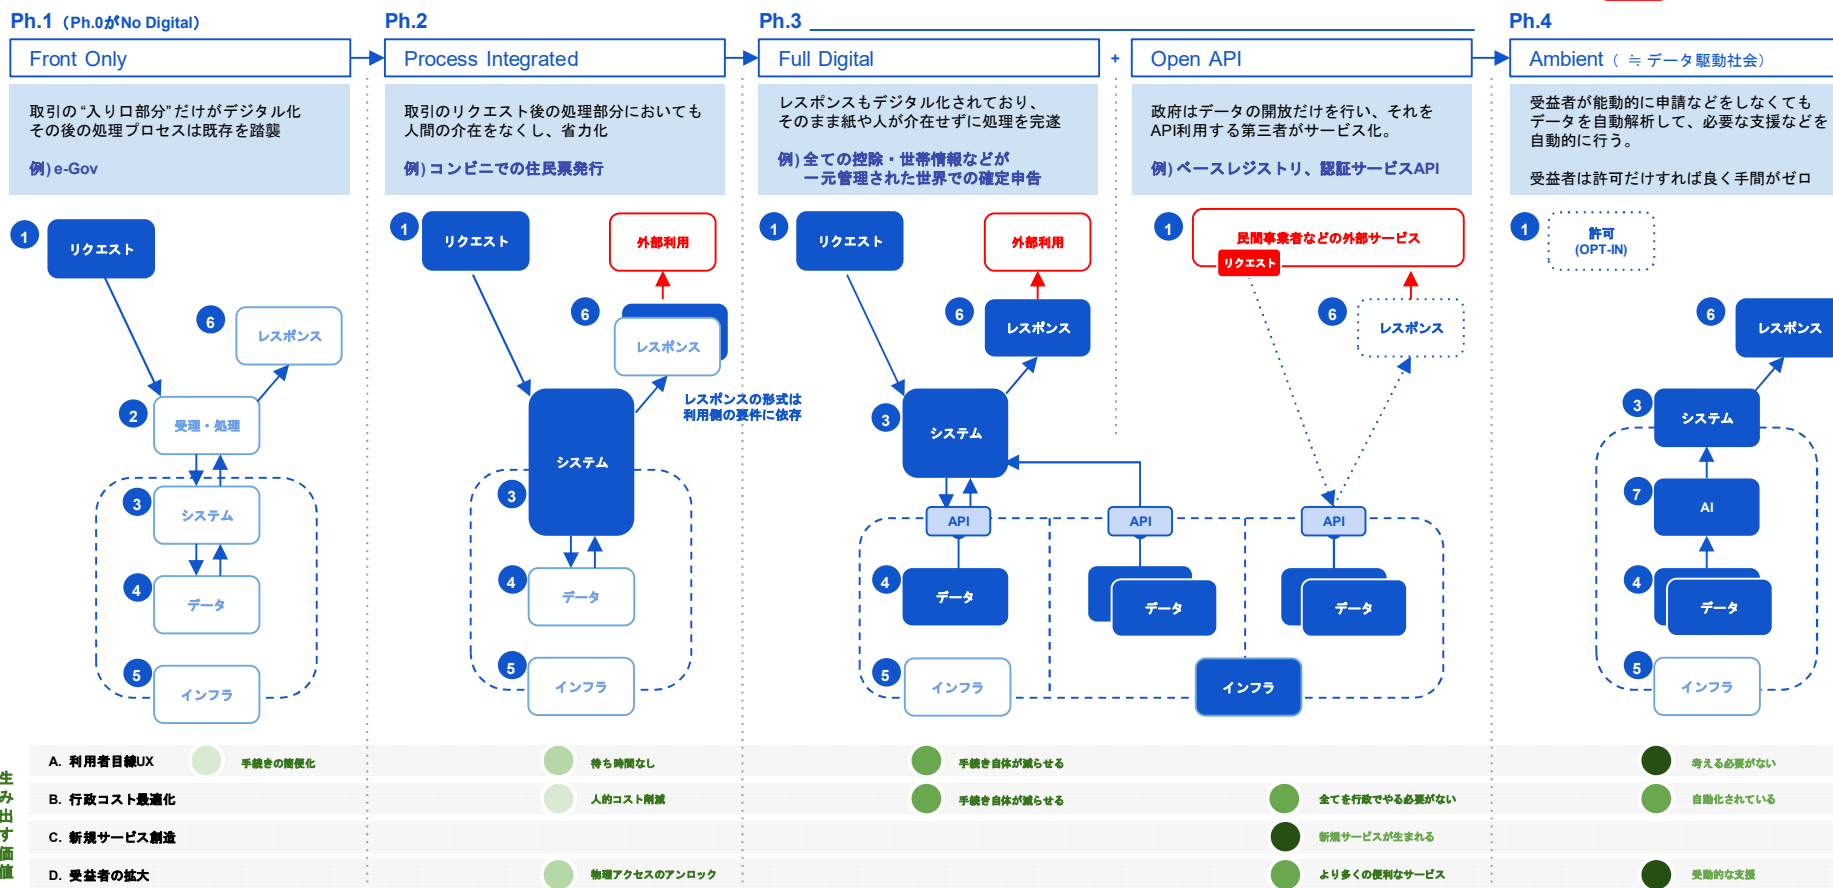 Ph.1（Ph.0がNo Digital）
Front Only
取引の“入り口部分”だけがデジタル化
その後の処理プロセスは既存を踏襲
例) e-Gov
1
リクエスト
6
レスポンス
2
受理・処理
3
システム
4
データ
5
インフラ
Ph.2
Process Integrated
取引のリクエスト後の処理部分においても
人間の介在をなくし、省力化
例) コンビニでの住民票発行
1
リクエスト
外部利用
6
レスポンス
レスポンスの形式は
利用側の要件に依存
システム
3
4
データ
5
インフラ
Ph.3
Full Digital
レスポンスもデジタル化されており、
そのまま紙や人が介在せずに処理を完遂
例) 全ての控除・世帯情報などが
一元管理された世界での確定申告
1
リクエスト
外部利用
6
レスポンス
3
システム
API
4
データ
5
インフラ
API
データ
+
Open API
政府はデータの開放だけを行い、それを
API利用する第三者がサービス化。
例) ベースレジストリ、認証サービスAPI
1
民間事業者などの外部サービス
リクエスト
6
レスポンス
API
データ
インフラ
Ph.4
Ambient（ ≒ データ駆動社会）
受益者が能動的に申請などをしなくても
データを自動解析して、必要な支援などを
自動的に行う。
受益者は許可だけすれば良く手間がゼロ
1
許可
(OPT-IN)
6
レスポンス
3
システム
7
AI
4
データ
5
インフラ
生み出す価値
A. 利用者目線UX
手続きの簡便化
待ち時間なし
手続き自体が減らせる
考える必要がない
B. 行政コスト最適化
人的コスト削減
手続き自体が減らせる
全てを行政でやる必要がない
自動化されている
C. 新規サービス創造
新規サービスが生まれる
D. 受益者の拡大
物理アクセスのアンロック
より多くの便利なサービス
受動的な支援